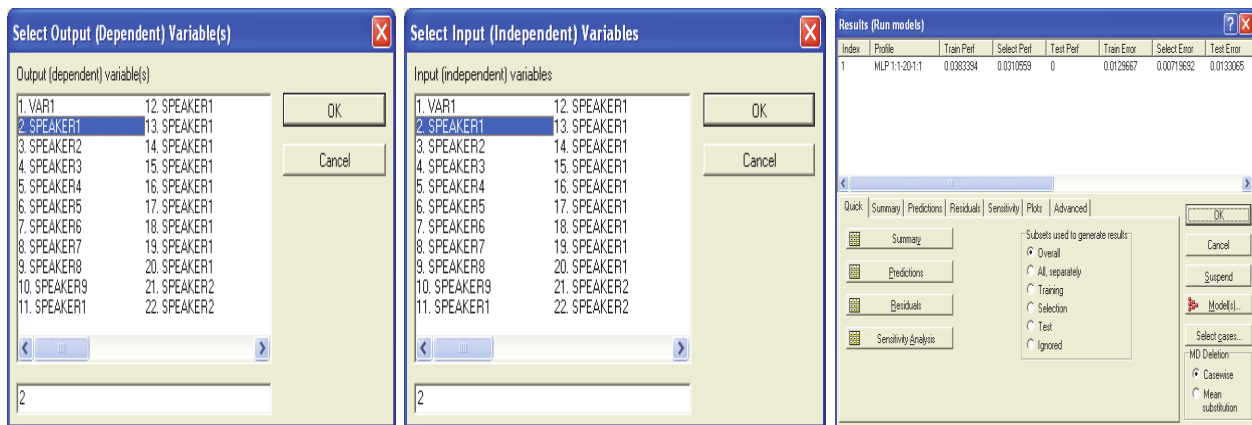 Select Output (Dependent) Variable(s)
Output (dependent) variable(s)
1. VAR1 12. SPEAKER1
2. SPEAKER1 13. SPEAKER1
3. SPEAKER2 14. SPEAKER1
4. SPEAKER3 15. SPEAKER1
5. SPEAKER4 16. SPEAKER1
6. SPEAKER5 17. SPEAKER1
7. SPEAKER6 18. SPEAKER1
8. SPEAKER7 19. SPEAKER1
9. SPEAKER8 20. SPEAKER1
10. SPEAKER9 21. SPEAKER2
11. SPEAKER1 22. SPEAKER2
OK
Cancel
2
Select Input (Independent) Variables
Input (independent) variables
1. VAR1 12. SPEAKER1
2. SPEAKER1 13. SPEAKER1
3. SPEAKER2 14. SPEAKER1
4. SPEAKER3 15. SPEAKER1
5. SPEAKER4 16. SPEAKER1
6. SPEAKER5 17. SPEAKER1
7. SPEAKER6 18. SPEAKER1
8. SPEAKER7 19. SPEAKER1
9. SPEAKER8 20. SPEAKER1
10. SPEAKER9 21. SPEAKER2
11. SPEAKER1 22. SPEAKER2
OK
Cancel
2
Results (Run models)
Index Profile Train Perf Select Perf Test Perf Train Error Select Error Test Error
1 MLP 1:1-20-1:1 0.0383394 0.0310559 0 0.0129667 0.00719692 0.0133065
Quick Summary Predictions Residuals Sensitivity Plots Advanced
Summary
Predictions
Residuals
Sensitivity Analysis
Subsets used to generate results
Overall
All, separately
Training
Selection
Test
Ignored
OK
Cancel
Suspend
Model(s)...
Select cases...
MD Deletion
Casewise
Mean
substitution